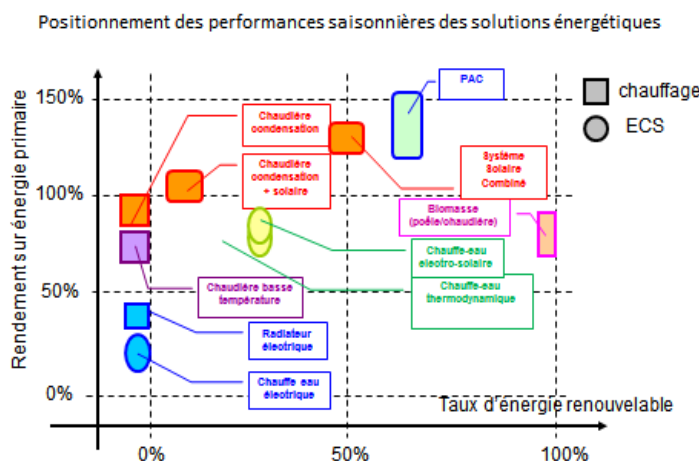 Positionnement des performances saisonnières des solutions énergétiques
Rendement sur énergie primaire
150%
100%
50%
0%
Chaudière
condensation
Chaudière
condensation
+ solaire
PAC
chauffage
ECS
Système
Solaire
Combiné
Biomasse
(poêle/chaudière)
Chauffe-eau
electro-solaire
Chauffe-eau
thermodynamique
Chaudière basse
température
Radiateur
électrique
Chauffe eau
électrique
Taux d'énergie renouvelable
0%
50%
100%